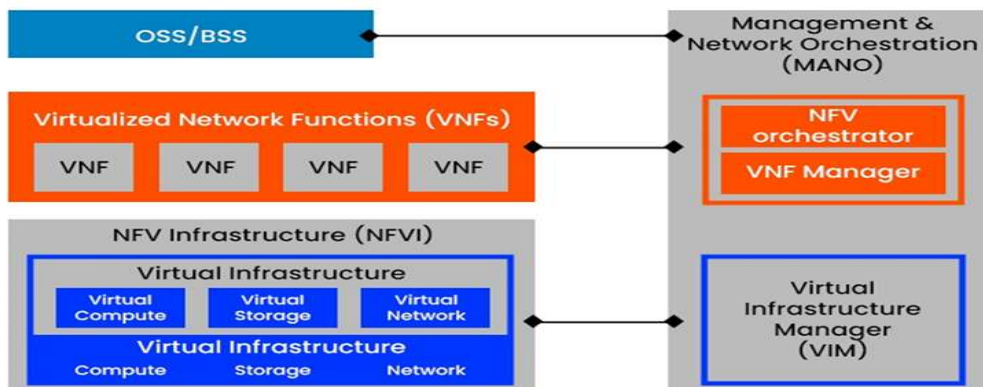 OSS/BSS
Virtualized Network Functions (VNFs)
VNF VNF VNF VNF
NFV Infrastructure (NFVI)
Virtual Infrastructure
Virtual Compute
Virtual Storage
Virtual Network
Virtual Infrastructure
Compute Storage Network
Management &
Network Orchestration
(MANO)
NFV
orchestrator
VNF Manager
Virtual
Infrastructure
Manager
(VIM)